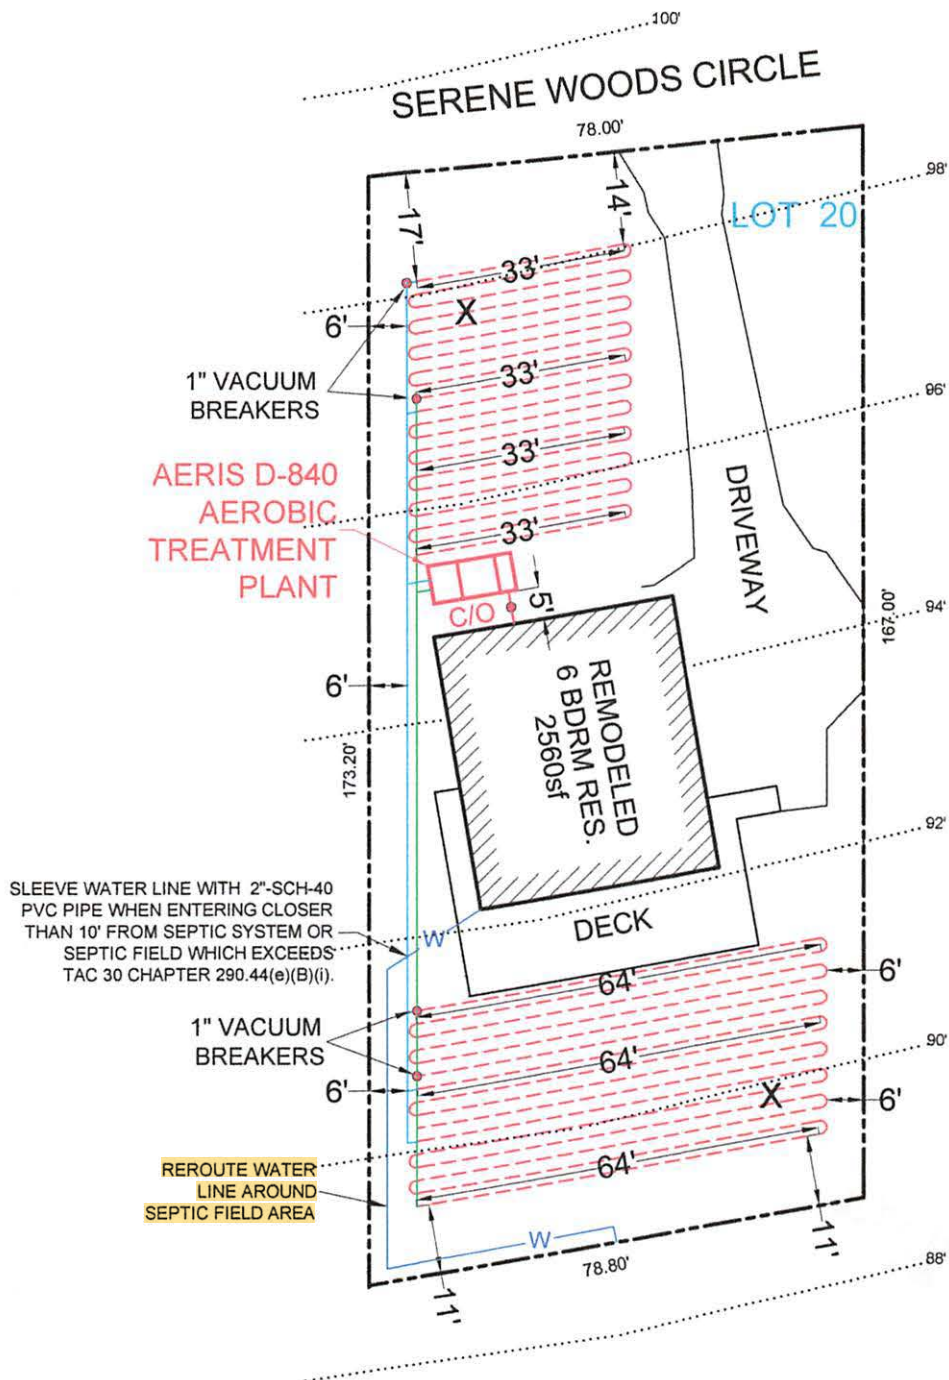 100'
SERENE WOODS CIRCLE
78.00'
98'
LOT 20
17'
14'
33'
X
6'
1" VACUUM
BREAKERS
33'
96'
33'
AERIS D-840
AEROBIC
TREATMENT
PLANT
33'
DRIVEWAY
C/O
5'
94'
167.00'
REMODELED
6 BDRM RES.
2560sf
6'
173.20'
92'
SLEEVE WATER LINE WITH 2"-SCH-40
PVC PIPE WHEN ENTERING CLOSER
THAN 10' FROM SEPTIC SYSTEM OR
SEPTIC FIELD WHICH EXCEEDS
TAC 30 CHAPTER 290.44(e)(B)(i).
W
DECK
64'
6'
1" VACUUM
BREAKERS
64'
90'
6'
X
6'
REROUTE WATER
LINE AROUND
SEPTIC FIELD AREA
64'
W
78.80'
11'
11'
88'